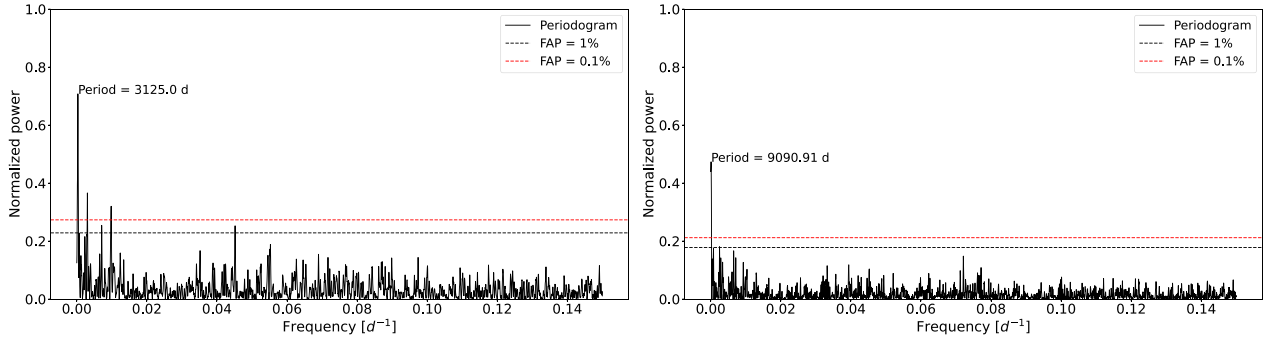 1.0
0.8
0.6
0.4
0.2
0.0
Normalized power
Period = 3125.0 d
Periodogram
FAP = 1%
FAP = 0.1%
0.00 0.02 0.04 0.06 0.08 0.10 0.12 0.14
Frequency [d⁻¹]
1.0
0.8
0.6
0.4
0.2
0.0
Normalized power
Period = 9090.91 d
Periodogram
FAP = 1%
FAP = 0.1%
0.00 0.02 0.04 0.06 0.08 0.10 0.12 0.14
Frequency [d⁻¹]